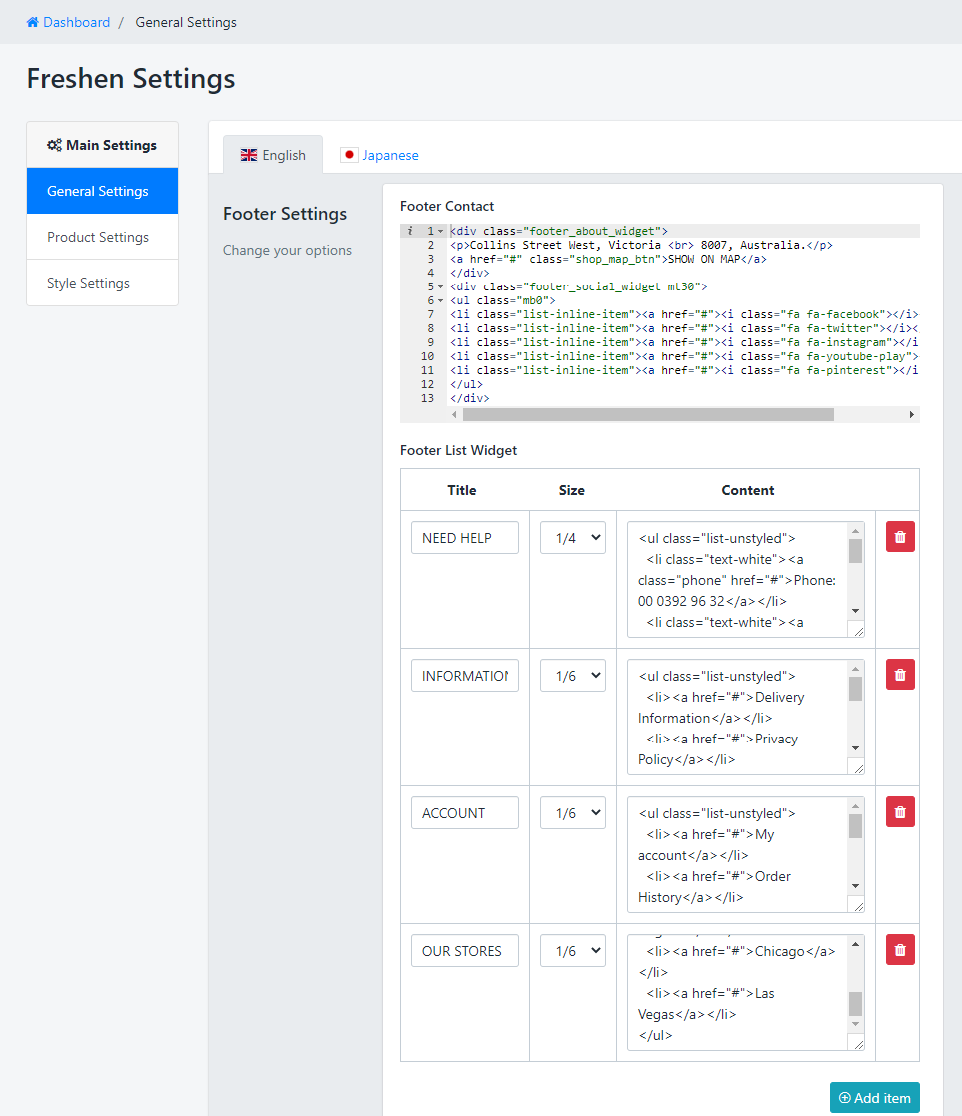 Dashboard / General Settings
Freshen Settings
Main Settings
General Settings
Product Settings
Style Settings
English
Japanese
Footer Settings
Change your options
Footer Contact
i 1 <div class="footer_about_widget">
2 <p>Collins Street West, Victoria <br> 8007, Australia.</p>
3 <a href="#" class="shop_map_btn">SHOW ON MAP</a>
4 </div>
5 <div class="footer_social_widget mt30">
6 <ul class="mb0">
7 <li class="list-inline-item"><a href="#"><i class="fa fa-facebook"></i>
8 <li class="list-inline-item"><a href="#"><i class="fa fa-twitter"></i><
9 <li class="list-inline-item"><a href="#"><i class="fa fa-instagram"></i
10 <li class="list-inline-item"><a href="#"><i class="fa fa-youtube-play">
11 <li class="list-inline-item"><a href="#"><i class="fa fa-pinterest"></i
12 </ul>
13 </div>
Footer List Widget
Title Size Content
NEED HELP
1/4
<ul class="list-unstyled">
<li class="text-white"><a
class="phone" href="#">Phone:
00 0392 96 32</a></li>
<li class="text-white"><a
INFORMATION
1/6
<ul class="list-unstyled">
<li><a href="#">Delivery
Information</a></li>
<li><a href="#">Privacy
Policy</a></li>
ACCOUNT
1/6
<ul class="list-unstyled">
<li><a href="#">My
account</a></li>
<li><a href="#">Order
History</a></li>
OUR STORES
1/6
<li><a href="#">Chicago</a>
</li>
<li><a href="#">Las
Vegas</a></li>
</ul>
Add item